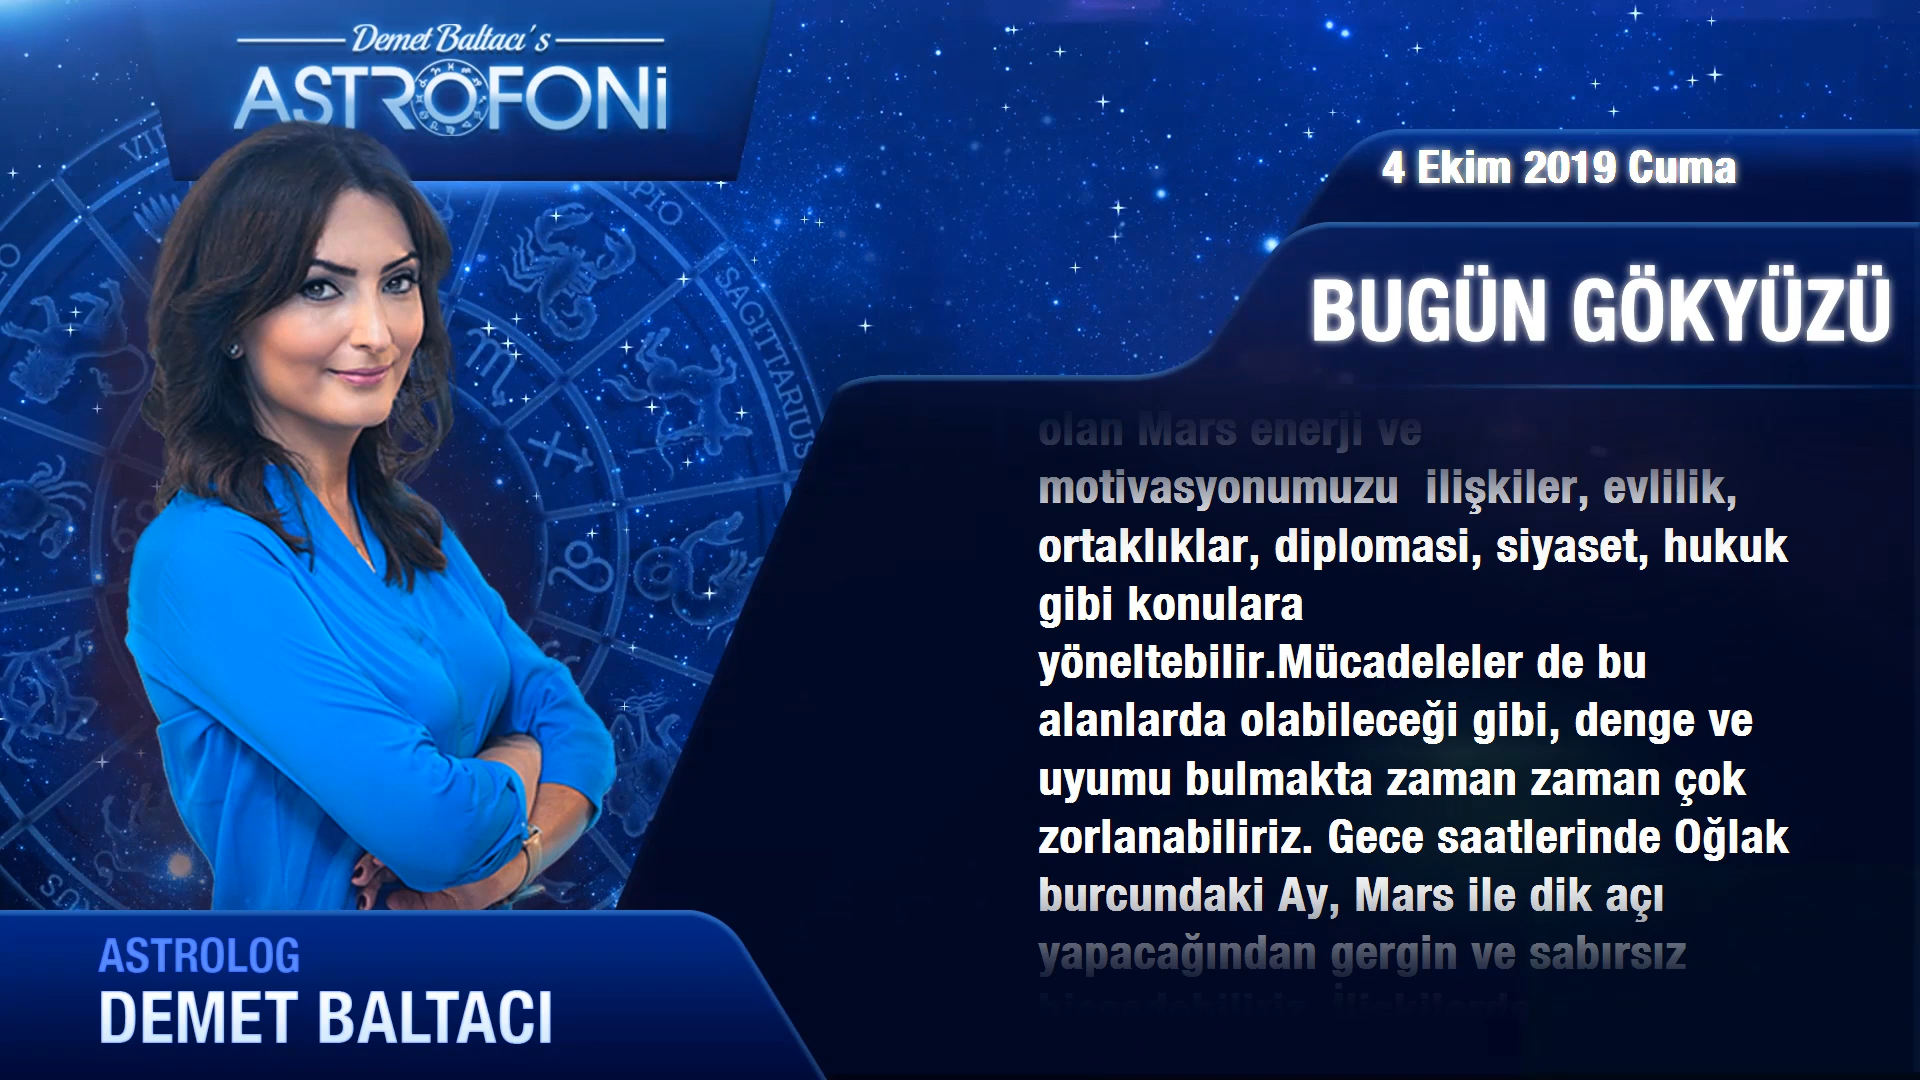 Demet Baltacı's
ASTROFONİ
4 Ekim 2019 Cuma
BUGÜN GÖKYÜZÜ
olan Mars enerji ve
motivasyonumuzu ilişkiler, evlilik,
ortaklıklar, diplomasi, siyaset, hukuk
gibi konulara
yöneltebilir.Mücadeleler de bu
alanlarda olabileceği gibi, denge ve
uyumu bulmakta zaman zaman çok
zorlanabiliriz. Gece saatlerinde Oğlak
burcundaki Ay, Mars ile dik açı
yapacağından gergin ve sabırsız
SAGITTARIUS
ASTROLOG
DEMET BALTACI